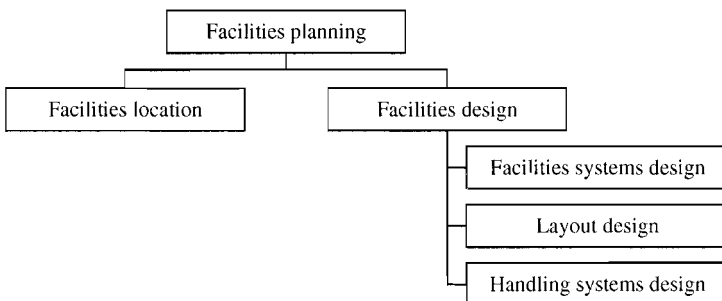 Facilities planning
Facilities location
Facilities design
Facilities systems design
Layout design
Handling systems design